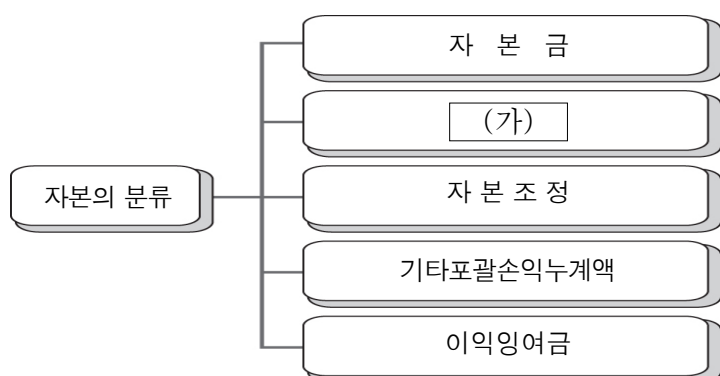 자 본 금
(가)
자본의 분류
자 본 조 정
기타포괄손익누계액
이익잉여금